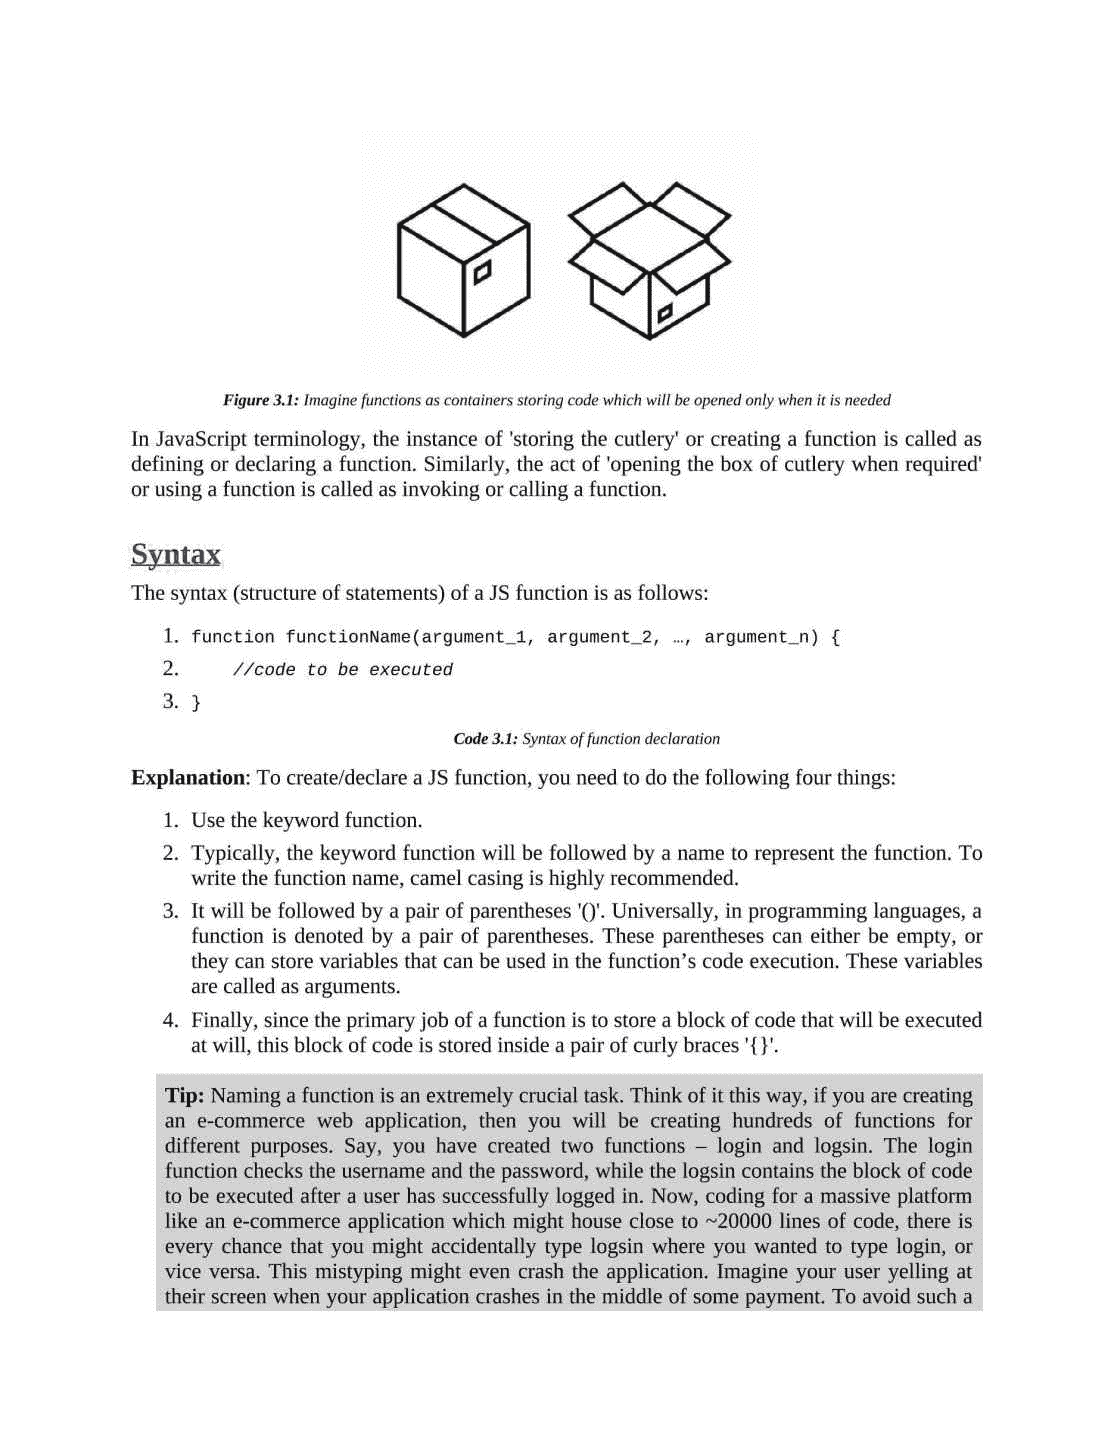 Figure 3.1: Imagine functions as containers storing code which will be opened only when it is needed
In JavaScript terminology, the instance of 'storing the cutlery' or creating a function is called as
defining or declaring a function. Similarly, the act of 'opening the box of cutlery when required'
or using a function is called as invoking or calling a function.
Syntax
The syntax (structure of statements) of a JS function is as follows:
1. function functionName(argument_1, argument_2, …, argument_n) {
2.     //code to be executed
3. }
Code 3.1: Syntax of function declaration
Explanation: To create/declare a JS function, you need to do the following four things:
1. Use the keyword function.
2. Typically, the keyword function will be followed by a name to represent the function. To
write the function name, camel casing is highly recommended.
3. It will be followed by a pair of parentheses '()'. Universally, in programming languages, a
function is denoted by a pair of parentheses. These parentheses can either be empty, or
they can store variables that can be used in the function’s code execution. These variables
are called as arguments.
4. Finally, since the primary job of a function is to store a block of code that will be executed
at will, this block of code is stored inside a pair of curly braces '{}'.
Tip: Naming a function is an extremely crucial task. Think of it this way, if you are creating
an e-commerce web application, then you will be creating hundreds of functions for
different purposes. Say, you have created two functions – login and logsin. The login
function checks the username and the password, while the logsin contains the block of code
to be executed after a user has successfully logged in. Now, coding for a massive platform
like an e-commerce application which might house close to ~20000 lines of code, there is
every chance that you might accidentally type logsin where you wanted to type login, or
vice versa. This mistyping might even crash the application. Imagine your user yelling at
their screen when your application crashes in the middle of some payment. To avoid such a